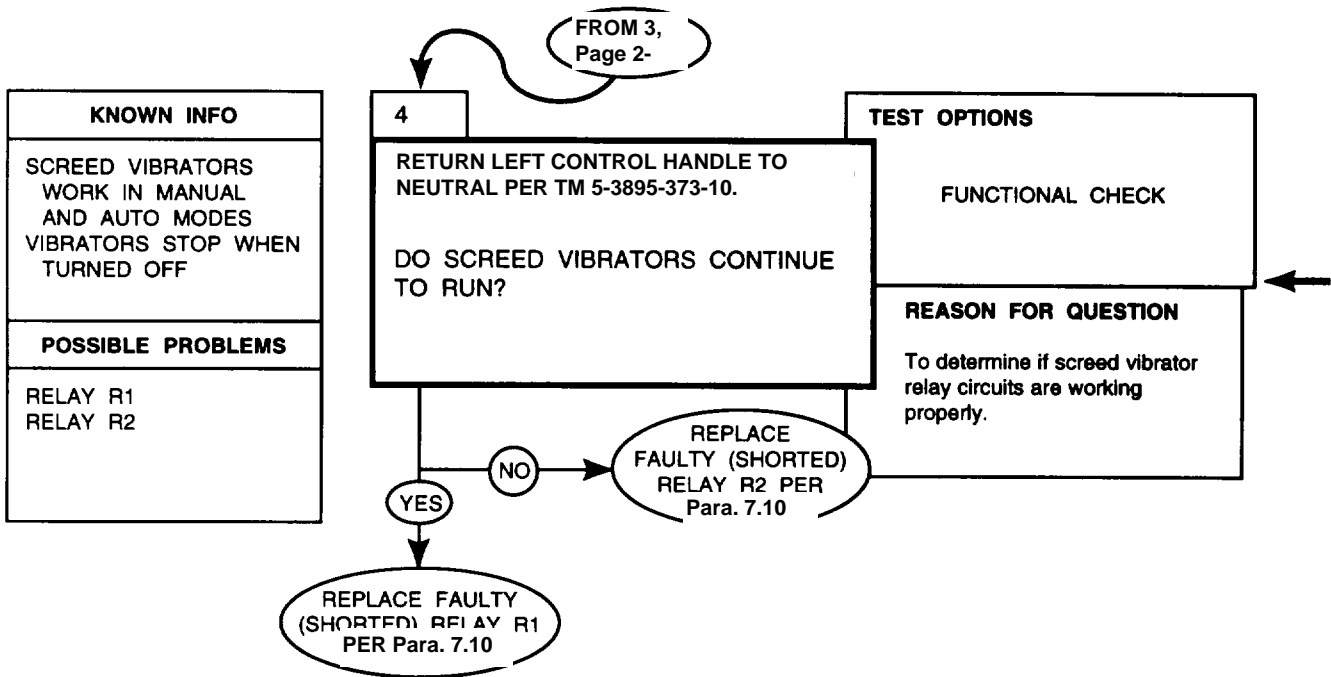 FROM 3,
Page 2-
KNOWN INFO
SCREED VIBRATORS
WORK IN MANUAL
AND AUTO MODES
VIBRATORS STOP WHEN
TURNED OFF
POSSIBLE PROBLEMS
RELAY R1
RELAY R2
4
RETURN LEFT CONTROL HANDLE TO
NEUTRAL PER TM 5-3895-373-10.
DO SCREED VIBRATORS CONTINUE
TO RUN?
TEST OPTIONS
FUNCTIONAL CHECK
REASON FOR QUESTION
To determine if screed vibrator
relay circuits are working
properly.
NO
REPLACE
FAULTY (SHORTED)
RELAY R2 PER
Para. 7.10
YES
REPLACE FAULTY
(SHORTED) RELAY R1
PER Para. 7.10